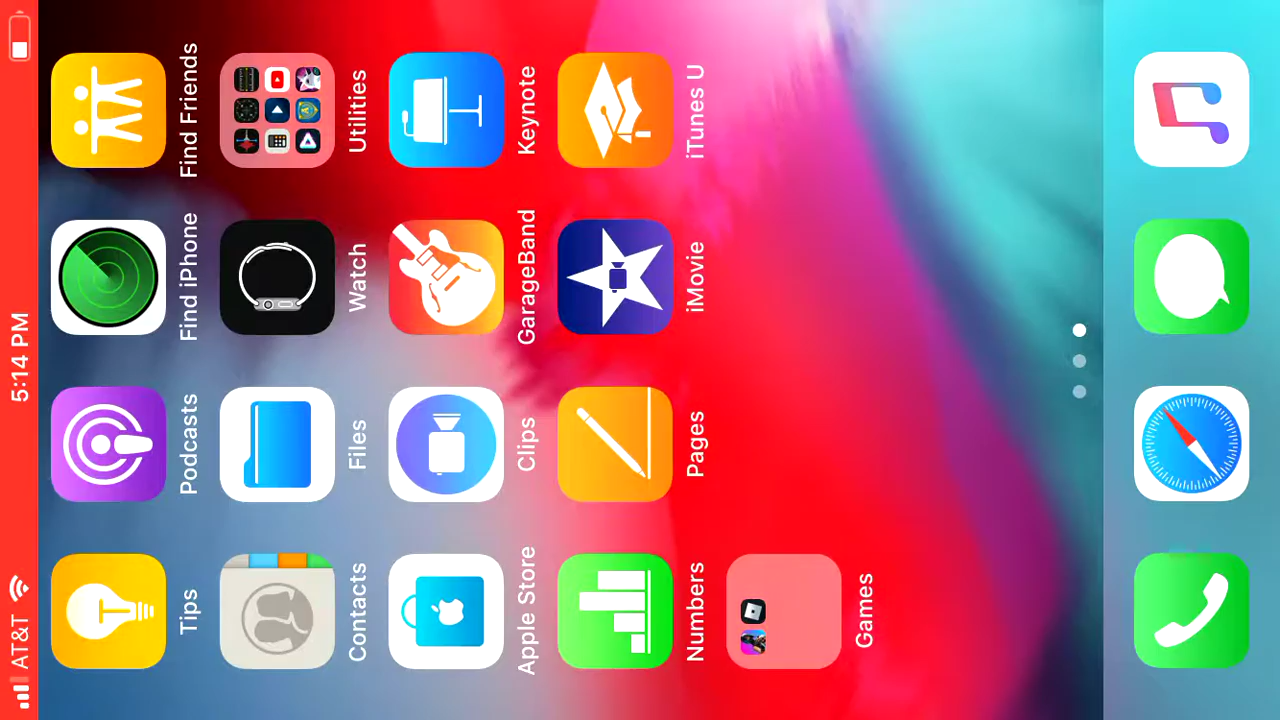 AT&T 5:14 PM
Tips Podcasts Find iPhone Find Friends
Contacts Files Watch Utilities
Apple Store Clips GarageBand Keynote
Numbers Pages iMovie iTunes U
Games